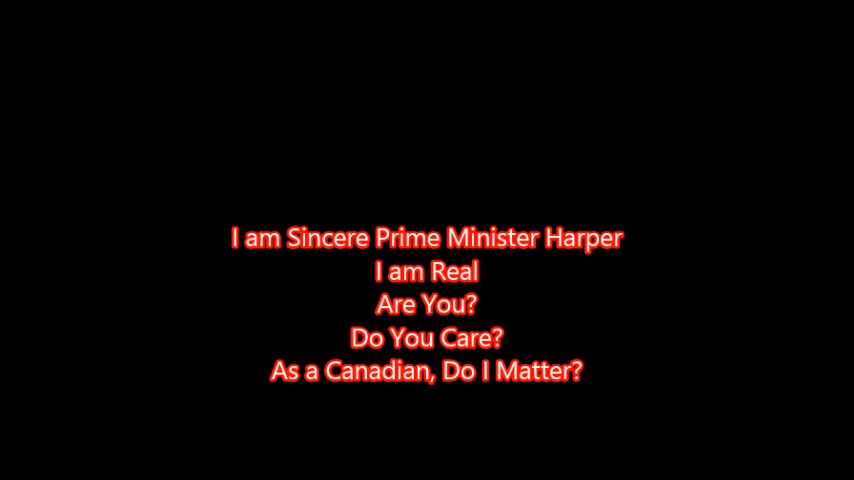 I am Sincere Prime Minister Harper
I am Real
Are You?
Do You Care?
As a Canadian, Do I Matter?